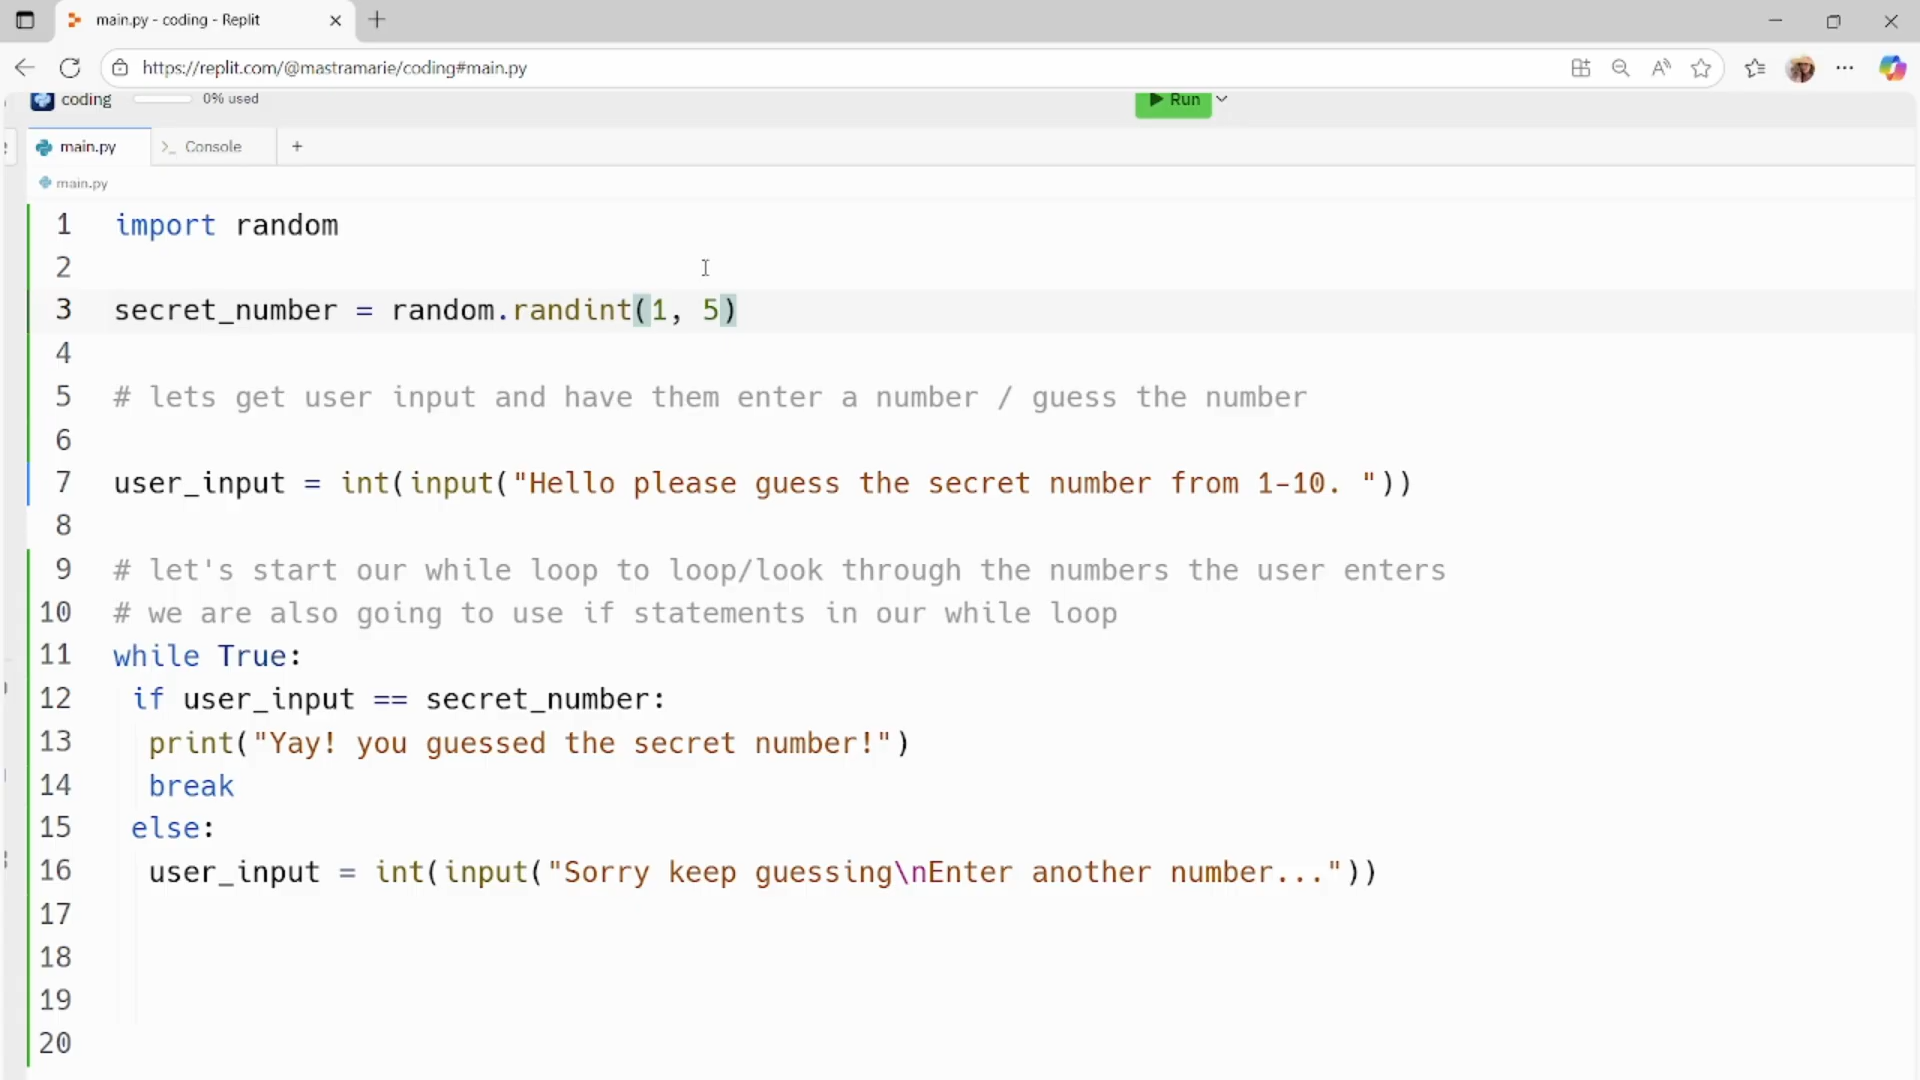 main.py - coding - Replit
https://replit.com/@mastramarie/coding#main.py
coding 0% used Run
main.py Console
main.py
1 import random
2
3 secret_number = random.randint(1, 5)
4
5 # lets get user input and have them enter a number / guess the number
6
7 user_input = int(input("Hello please guess the secret number from 1-10. "))
8
9 # let's start our while loop to loop/look through the numbers the user enters
10 # we are also going to use if statements in our while loop
11 while True:
12 if user_input == secret_number:
13 print("Yay! you guessed the secret number!")
14 break
15 else:
16 user_input = int(input("Sorry keep guessing\nEnter another number..."))
17
18
19
20